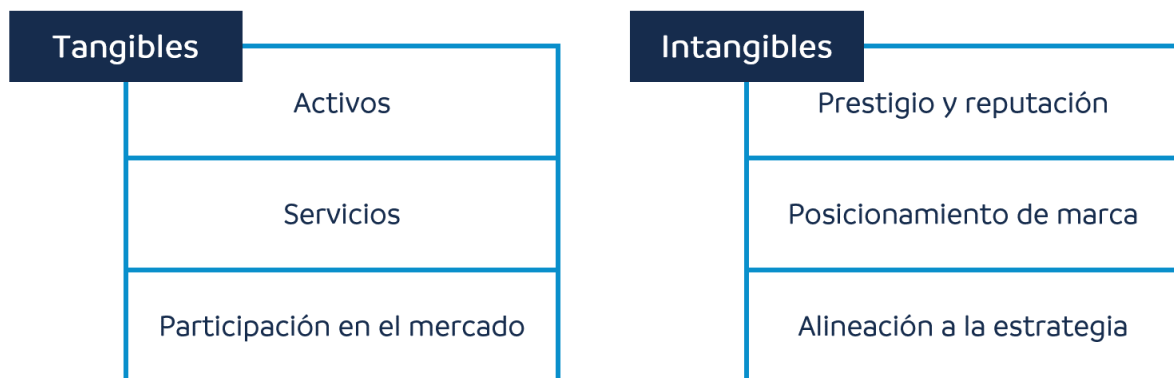 Tangibles
Activos
Servicios
Participación en el mercado
Intangibles
Prestigio y reputación
Posicionamiento de marca
Alineación a la estrategia